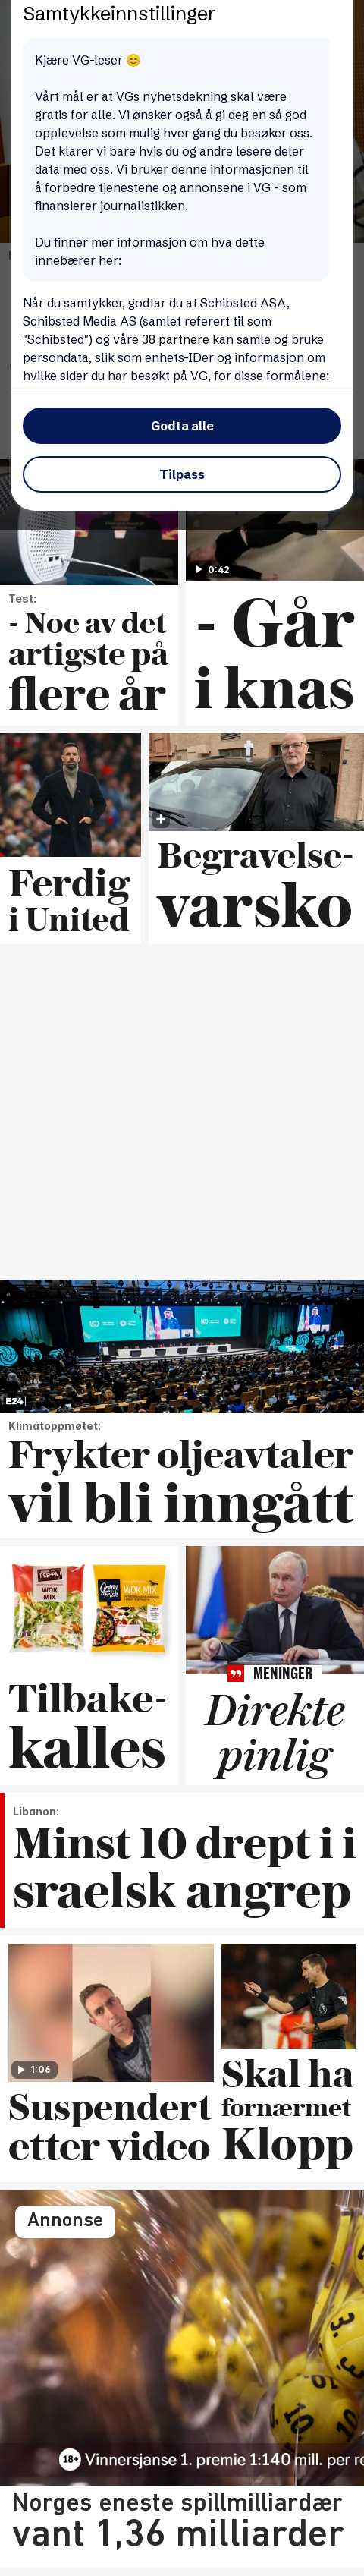 Samtykkeinnstillinger
Kjære VG-leser 😊
Vårt mål er at VGs nyhetsdekning skal være
gratis for alle. Vi ønsker også å gi deg en så god
opplevelse som mulig hver gang du besøker oss.
Det klarer vi bare hvis du og andre lesere deler
data med oss. Vi bruker denne informasjonen til
å forbedre tjenestene og annonsene i VG - som
finansierer journalistikken.
Du finner mer informasjon om hva dette
innebærer her:
Når du samtykker, godtar du at Schibsted ASA,
Schibsted Media AS (samlet referert til som
"Schibsted") og våre 38 partnere kan samle og bruke
persondata, slik som enhets-IDer og informasjon om
hvilke sider du har besøkt på VG, for disse formålene:
Godta alle
Tilpass
0:42
Test:
- Noe av det
artigste på
flere år
- Går
i knas
Ferdig
i United
Begravelse-
varsko
E24
Klimatoppmøtet:
Frykter oljeavtaler
vil bli inngått
WOK
MIX
WOK MIX
Tilbake-
kalles
MENINGER
Direkte
pinlig
Libanon:
Minst 10 drept i i
sraelsk angrep
1:06
Suspendert
etter video
Skal ha
fornærmet
Klopp
Annonse
18+ Vinnersjanse 1. premie 1:140 mill. per re
Norges eneste spillmilliardær
vant 1,36 milliarder